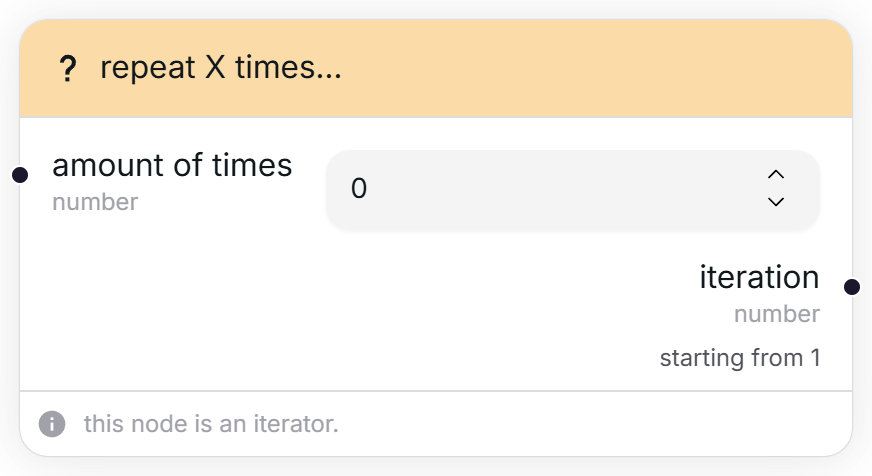 ? repeat X times...
amount of times
number
0
iteration
number
starting from 1
this node is an iterator.